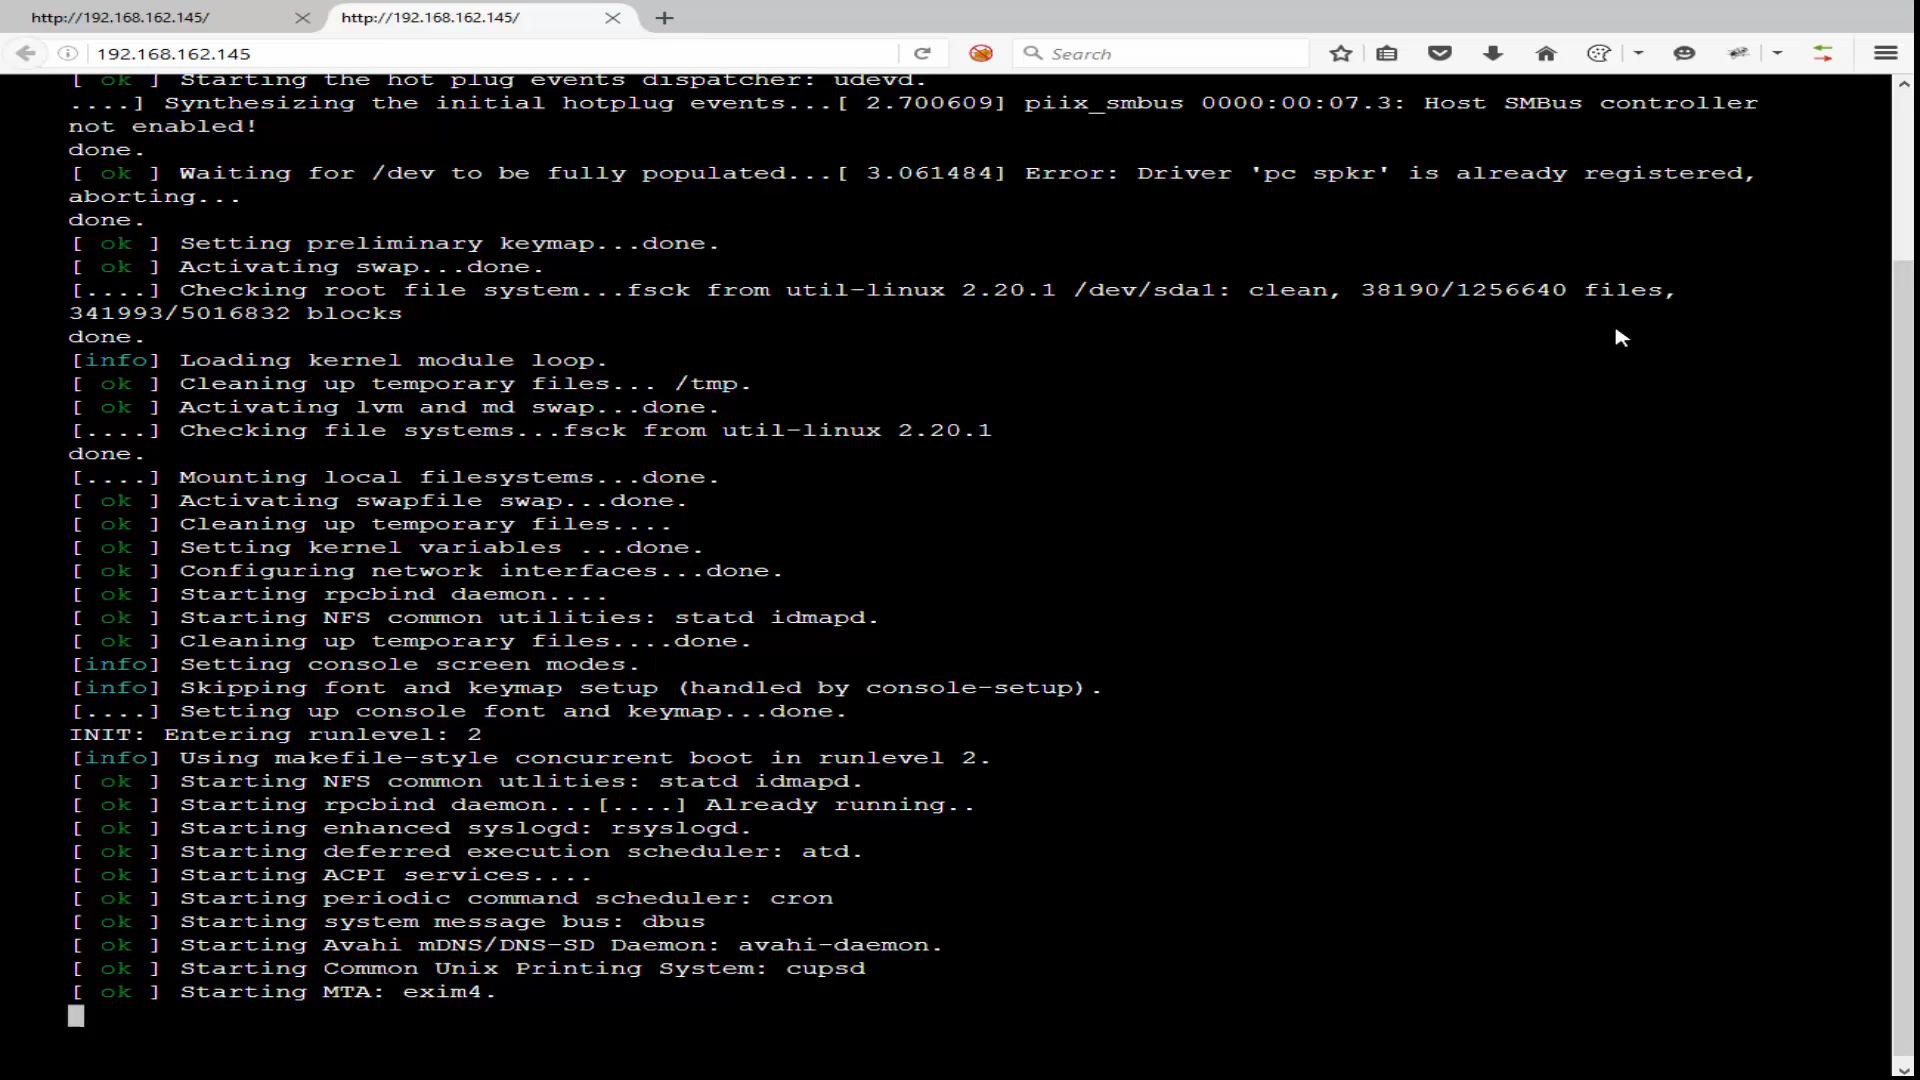 http://192.168.162.145/
http://192.168.162.145/
192.168.162.145
Search
[ ok ] Starting the hot plug events dispatcher: udevd.
....] Synthesizing the initial hotplug events...[ 2.700609] piix_smbus 0000:00:07.3: Host SMBus controller
not enabled!
done.
[ ok ] Waiting for /dev to be fully populated...[ 3.061484] Error: Driver 'pc spkr' is already registered,
aborting...
done.
[ ok ] Setting preliminary keymap...done.
[ ok ] Activating swap...done.
[....] Checking root file system...fsck from util-linux 2.20.1 /dev/sda1: clean, 38190/1256640 files,
341993/5016832 blocks
done.
[info] Loading kernel module loop.
[ ok ] Cleaning up temporary files... /tmp.
[ ok ] Activating lvm and md swap...done.
[....] Checking file systems...fsck from util-linux 2.20.1
done.
[....] Mounting local filesystems...done.
[ ok ] Activating swapfile swap...done.
[ ok ] Cleaning up temporary files....
[ ok ] Setting kernel variables ...done.
[ ok ] Configuring network interfaces...done.
[ ok ] Starting rpcbind daemon....
[ ok ] Starting NFS common utilities: statd idmapd.
[ ok ] Cleaning up temporary files....done.
[info] Setting console screen modes.
[info] Skipping font and keymap setup (handled by console-setup).
[....] Setting up console font and keymap...done.
INIT: Entering runlevel: 2
[info] Using makefile-style concurrent boot in runlevel 2.
[ ok ] Starting NFS common utlities: statd idmapd.
[ ok ] Starting rpcbind daemon...[....] Already running..
[ ok ] Starting enhanced syslogd: rsyslogd.
[ ok ] Starting deferred execution scheduler: atd.
[ ok ] Starting ACPI services....
[ ok ] Starting periodic command scheduler: cron
[ ok ] Starting system message bus: dbus
[ ok ] Starting Avahi mDNS/DNS-SD Daemon: avahi-daemon.
[ ok ] Starting Common Unix Printing System: cupsd
[ ok ] Starting MTA: exim4.